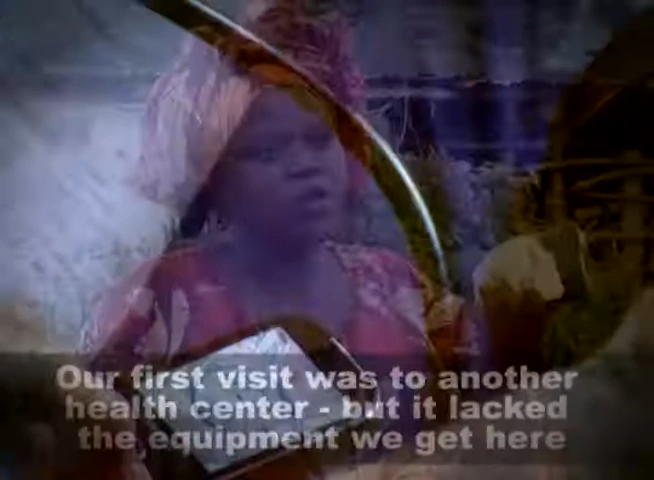 Our first visit was to another
health center - but it lacked
the equipment we get here